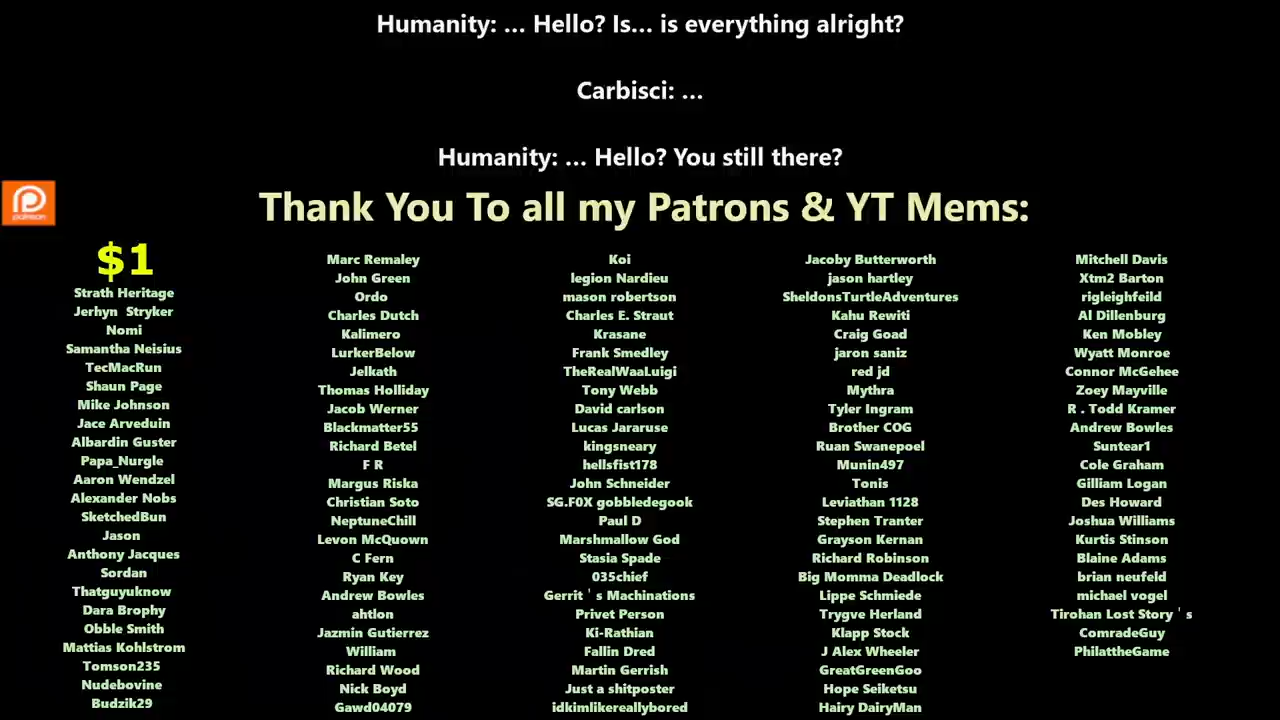 Humanity: ... Hello? Is... is everything alright?
Carbisci: ...
Humanity: ... Hello? You still there?
patreon
Thank You To all my Patrons & YT Mems:
$1
Strath Heritage
Jerhyn  Stryker
Nomi
Samantha Neisius
TecMacRun
Shaun Page
Mike Johnson
Jace Arveduin
Albardin Guster
Papa_Nurgle
Aaron Wendzel
Alexander Nobs
SketchedBun
Jason
Anthony Jacques
Sordan
Thatguyuknow
Dara Brophy
Obble Smith
Mattias Kohlstrom
Tomson235
Nudebovine
Budzik29
Marc Remaley
John Green
Ordo
Charles Dutch
Kalimero
LurkerBelow
Jelkath
Thomas Holliday
Jacob Werner
Blackmatter55
Richard Betel
F R
Margus Riska
Christian Soto
NeptuneChill
Levon McQuown
C Fern
Ryan Key
Andrew Bowles
ahtlon
Jazmin Gutierrez
William
Richard Wood
Nick Boyd
Gawd04079
Koi
legion Nardieu
mason robertson
Charles E. Straut
Krasane
Frank Smedley
TheRealWaaLuigi
Tony Webb
David carlson
Lucas Jararuse
kingsneary
hellsfist178
John Schneider
SG.F0X gobbledegook
Paul D
Marshmallow God
Stasia Spade
035chief
Gerrit ' s Machinations
Privet Person
Ki-Rathian
Fallin Dred
Martin Gerrish
Just a shitposter
idkimlikereallybored
Jacoby Butterworth
jason hartley
SheldonsTurtleAdventures
Kahu Rewiti
Craig Goad
jaron saniz
red jd
Mythra
Tyler Ingram
Brother COG
Ruan Swanepoel
Munin497
Tonis
Leviathan 1128
Stephen Tranter
Grayson Kernan
Richard Robinson
Big Momma Deadlock
Lippe Schmiede
Trygve Herland
Klapp Stock
J Alex Wheeler
GreatGreenGoo
Hope Seiketsu
Hairy DairyMan
Mitchell Davis
Xtm2 Barton
rigleighfeild
Al Dillenburg
Ken Mobley
Wyatt Monroe
Connor McGehee
Zoey Mayville
R . Todd Kramer
Andrew Bowles
Suntear1
Cole Graham
Gilliam Logan
Des Howard
Joshua Williams
Kurtis Stinson
Blaine Adams
brian neufeld
michael vogel
Tirohan Lost Story ' s
ComradeGuy
PhilattheGame